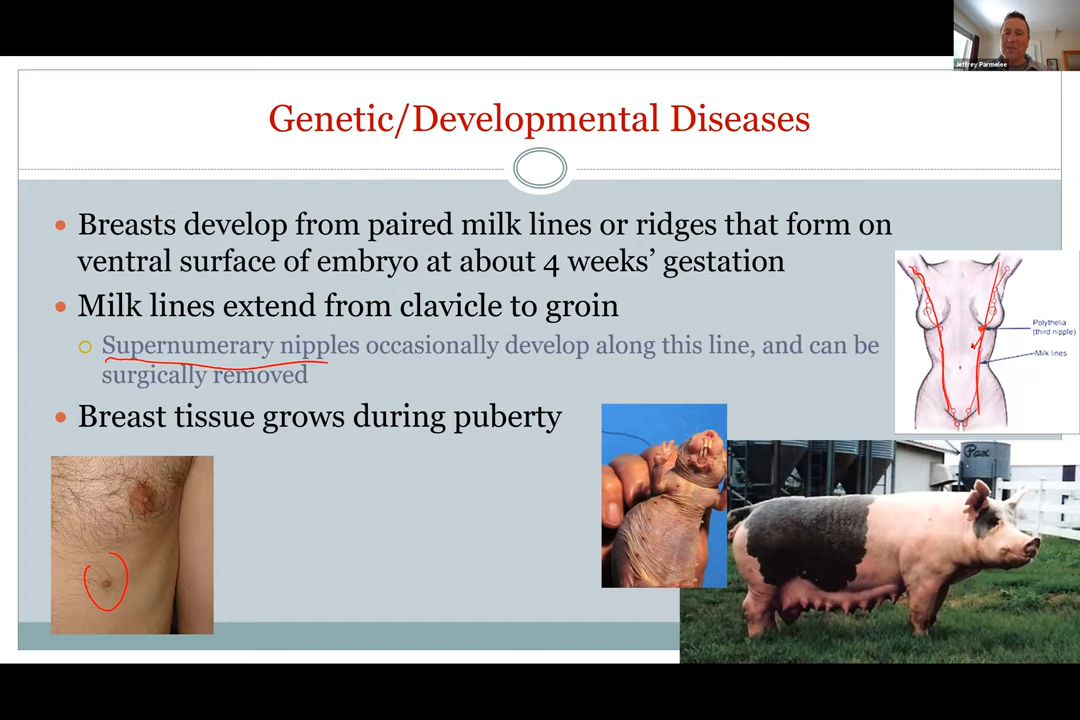 Jeffrey Parmelee
Genetic/Developmental Diseases
Breasts develop from paired milk lines or ridges that form on
ventral surface of embryo at about 4 weeks' gestation
Milk lines extend from clavicle to groin
Supernumerary nipples occasionally develop along this line, and can be
surgically removed
Breast tissue grows during puberty
Polythelia
(third nipple)
Milk lines
Pax